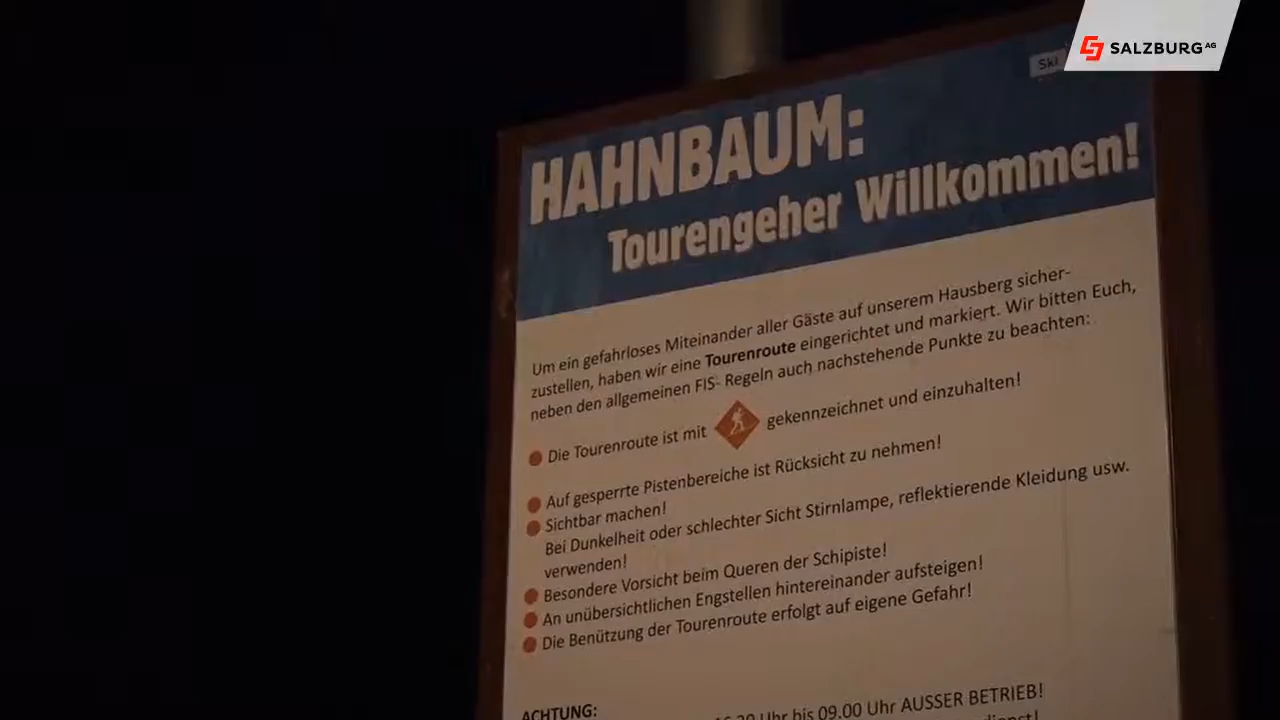 SALZBURG AG
Ski
HAHNBAUM:
Tourengeher Willkommen!
Um ein gefahrloses Miteinander aller Gäste auf unserem Hausberg sicher-
zustellen, haben wir eine Tourenroute eingerichtet und markiert. Wir bitten Euch,
neben den allgemeinen FIS- Regeln auch nachstehende Punkte zu beachten:
Die Tourenroute ist mit gekennzeichnet und einzuhalten!
Auf gesperrte Pistenbereiche ist Rücksicht zu nehmen!
Sichtbar machen!
Bei Dunkelheit oder schlechter Sicht Stirnlampe, reflektierende Kleidung usw.
verwenden!
Besondere Vorsicht beim Queren der Schipiste!
An unübersichtlichen Engstellen hintereinander aufsteigen!
Die Benützung der Tourenroute erfolgt auf eigene Gefahr!
ACHTUNG:
Uhr bis 09.00 Uhr AUSSER BETRIEB!